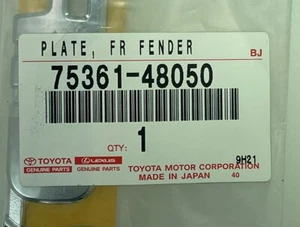 PLATE, FR FENDER
BJ
75361-48050
QTY: 1
TOYOTA LEXUS
GENUINE PARTS GENUINE PARTS
TOYOTA MOTOR CORPORATION
9H21
MADE IN JAPAN 40